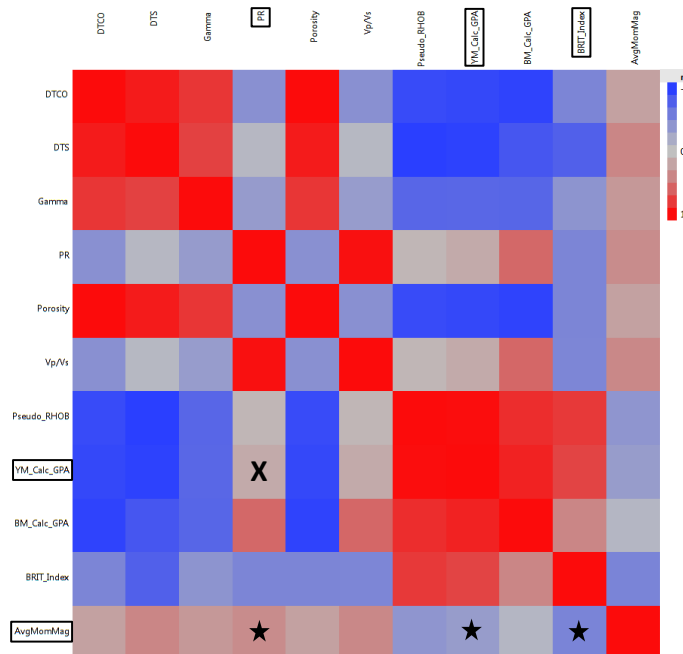 DTCO
DTS
Gamma
PR
Porosity
Vp/Vs
Pseudo_RHOB
YM_Calc_GPA
BM_Calc_GPA
BRIT_Index
AvgMomMag
DTCO
DTS
Gamma
PR
Porosity
Vp/Vs
Pseudo_RHOB
YM_Calc_GPA
X
BM_Calc_GPA
BRIT_Index
AvgMomMag